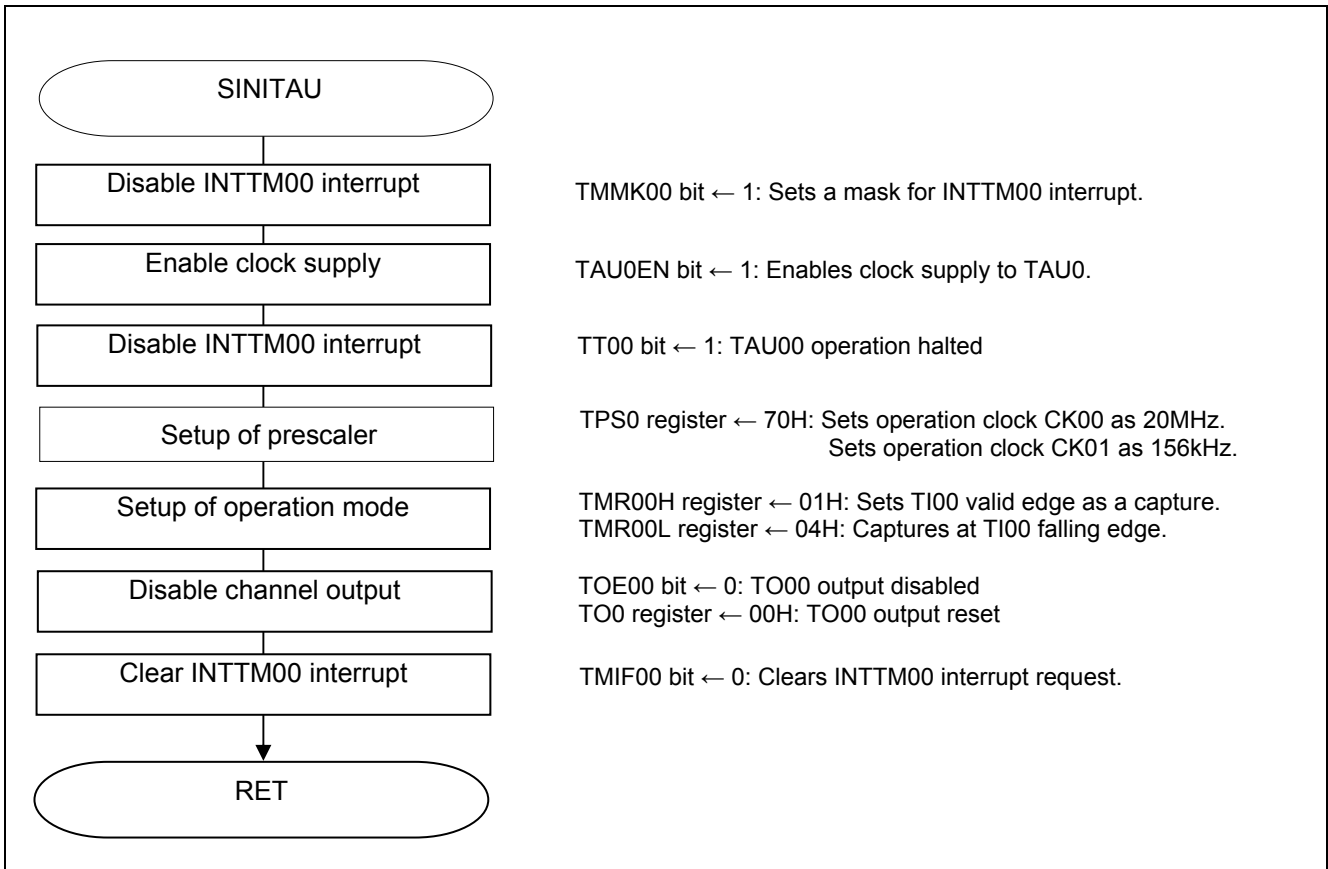 SINITAU
Disable INTTM00 interrupt
TMMK00 bit ← 1: Sets a mask for INTTM00 interrupt.
Enable clock supply
TAU0EN bit ← 1: Enables clock supply to TAU0.
Disable INTTM00 interrupt
TT00 bit ← 1: TAU00 operation halted
Setup of prescaler
TPS0 register ← 70H: Sets operation clock CK00 as 20MHz.
Sets operation clock CK01 as 156kHz.
Setup of operation mode
TMR00H register ← 01H: Sets TI00 valid edge as a capture.
TMR00L register ← 04H: Captures at TI00 falling edge.
Disable channel output
TOE00 bit ← 0: TO00 output disabled
TO0 register ← 00H: TO00 output reset
Clear INTTM00 interrupt
TMIF00 bit ← 0: Clears INTTM00 interrupt request.
RET